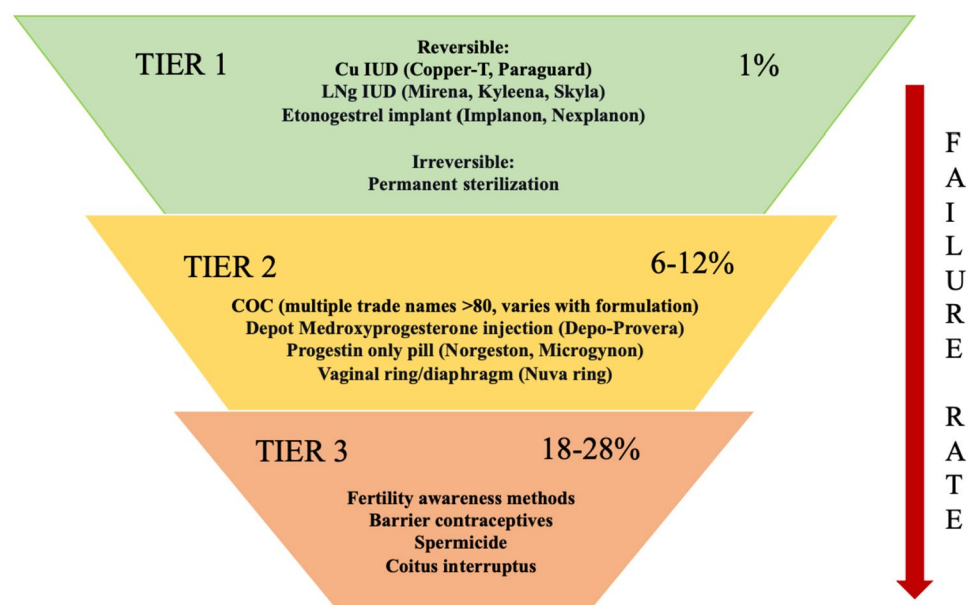 TIER 1
1%
Reversible:
Cu IUD (Copper-T, Paraguard)
LNg IUD (Mirena, Kyleena, Skyla)
Etonogestrel implant (Implanon, Nexplanon)
Irreversible:
Permanent sterilization
TIER 2
6-12%
COC (multiple trade names >80, varies with formulation)
Depot Medroxyprogesterone injection (Depo-Provera)
Progestin only pill (Norgeston, Microgynon)
Vaginal ring/diaphragm (Nuva ring)
TIER 3
18-28%
Fertility awareness methods
Barrier contraceptives
Spermicide
Coitus interruptus
FAILURE RATE